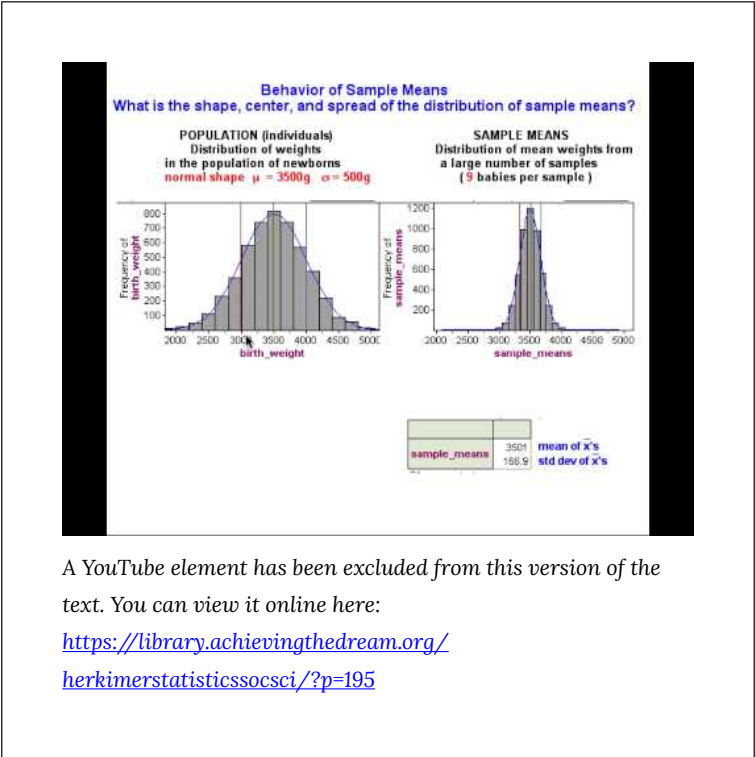 Behavior of Sample Means
What is the shape, center, and spread of the distribution of sample means?
POPULATION (individuals)
Distribution of weights
in the population of newborns
normal shape μ = 3500g σ = 500g
SAMPLE MEANS
Distribution of mean weights from
a large number of samples
( 9 babies per sample )
Frequency of
birth_weight
800
700
600
500
400
300
200
100
2000 2500 3000 3500 4000 4500 5000
birth_weight
Frequency of
sample_means
1200
1000
800
600
400
200
2000 2500 3000 3500 4000 4500 5000
sample_means
sample_means
3501 mean of x̄'s
166.9 std dev of x̄'s
A YouTube element has been excluded from this version of the
text. You can view it online here:
https://library.achievingthedream.org/
herkimerstatisticssocsci/?p=195